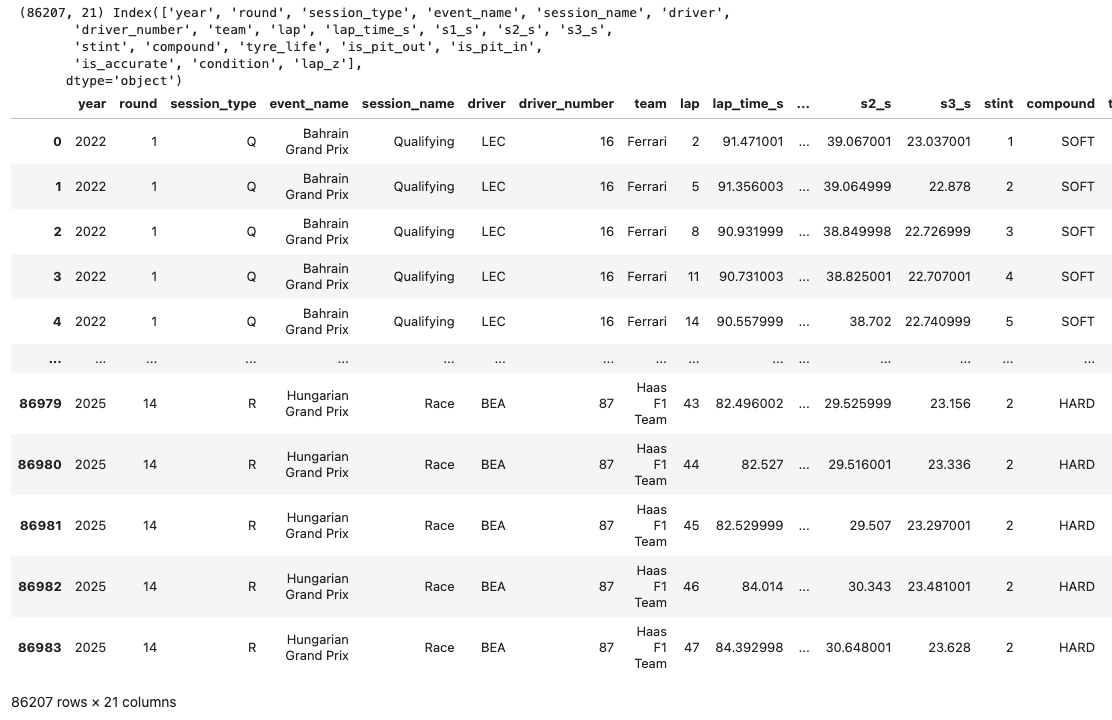 (86207, 21) Index(['year', 'round', 'session_type', 'event_name', 'session_name', 'driver',
'driver_number', 'team', 'lap', 'lap_time_s', 's1_s', 's2_s', 's3_s',
'stint', 'compound', 'tyre_life', 'is_pit_out', 'is_pit_in',
'is_accurate', 'condition', 'lap_z'],
dtype='object')
year round session_type event_name session_name driver driver_number team lap lap_time_s ... s2_s s3_s stint compound
0 2022 1 Q Bahrain Grand Prix Qualifying LEC 16 Ferrari 2 91.471001 ... 39.067001 23.037001 1 SOFT
1 2022 1 Q Bahrain Grand Prix Qualifying LEC 16 Ferrari 5 91.356003 ... 39.064999 22.878 2 SOFT
2 2022 1 Q Bahrain Grand Prix Qualifying LEC 16 Ferrari 8 90.931999 ... 38.849998 22.726999 3 SOFT
3 2022 1 Q Bahrain Grand Prix Qualifying LEC 16 Ferrari 11 90.731003 ... 38.825001 22.707001 4 SOFT
4 2022 1 Q Bahrain Grand Prix Qualifying LEC 16 Ferrari 14 90.557999 ... 38.702 22.740999 5 SOFT
... ... ... ... ... ... ... ... ... ... ... ... ... ... ... ...
86979 2025 14 R Hungarian Grand Prix Race BEA 87 Haas F1 Team 43 82.496002 ... 29.525999 23.156 2 HARD
86980 2025 14 R Hungarian Grand Prix Race BEA 87 Haas F1 Team 44 82.527 ... 29.516001 23.336 2 HARD
86981 2025 14 R Hungarian Grand Prix Race BEA 87 Haas F1 Team 45 82.529999 ... 29.507 23.297001 2 HARD
86982 2025 14 R Hungarian Grand Prix Race BEA 87 Haas F1 Team 46 84.014 ... 30.343 23.481001 2 HARD
86983 2025 14 R Hungarian Grand Prix Race BEA 87 Haas F1 Team 47 84.392998 ... 30.648001 23.628 2 HARD
86207 rows × 21 columns